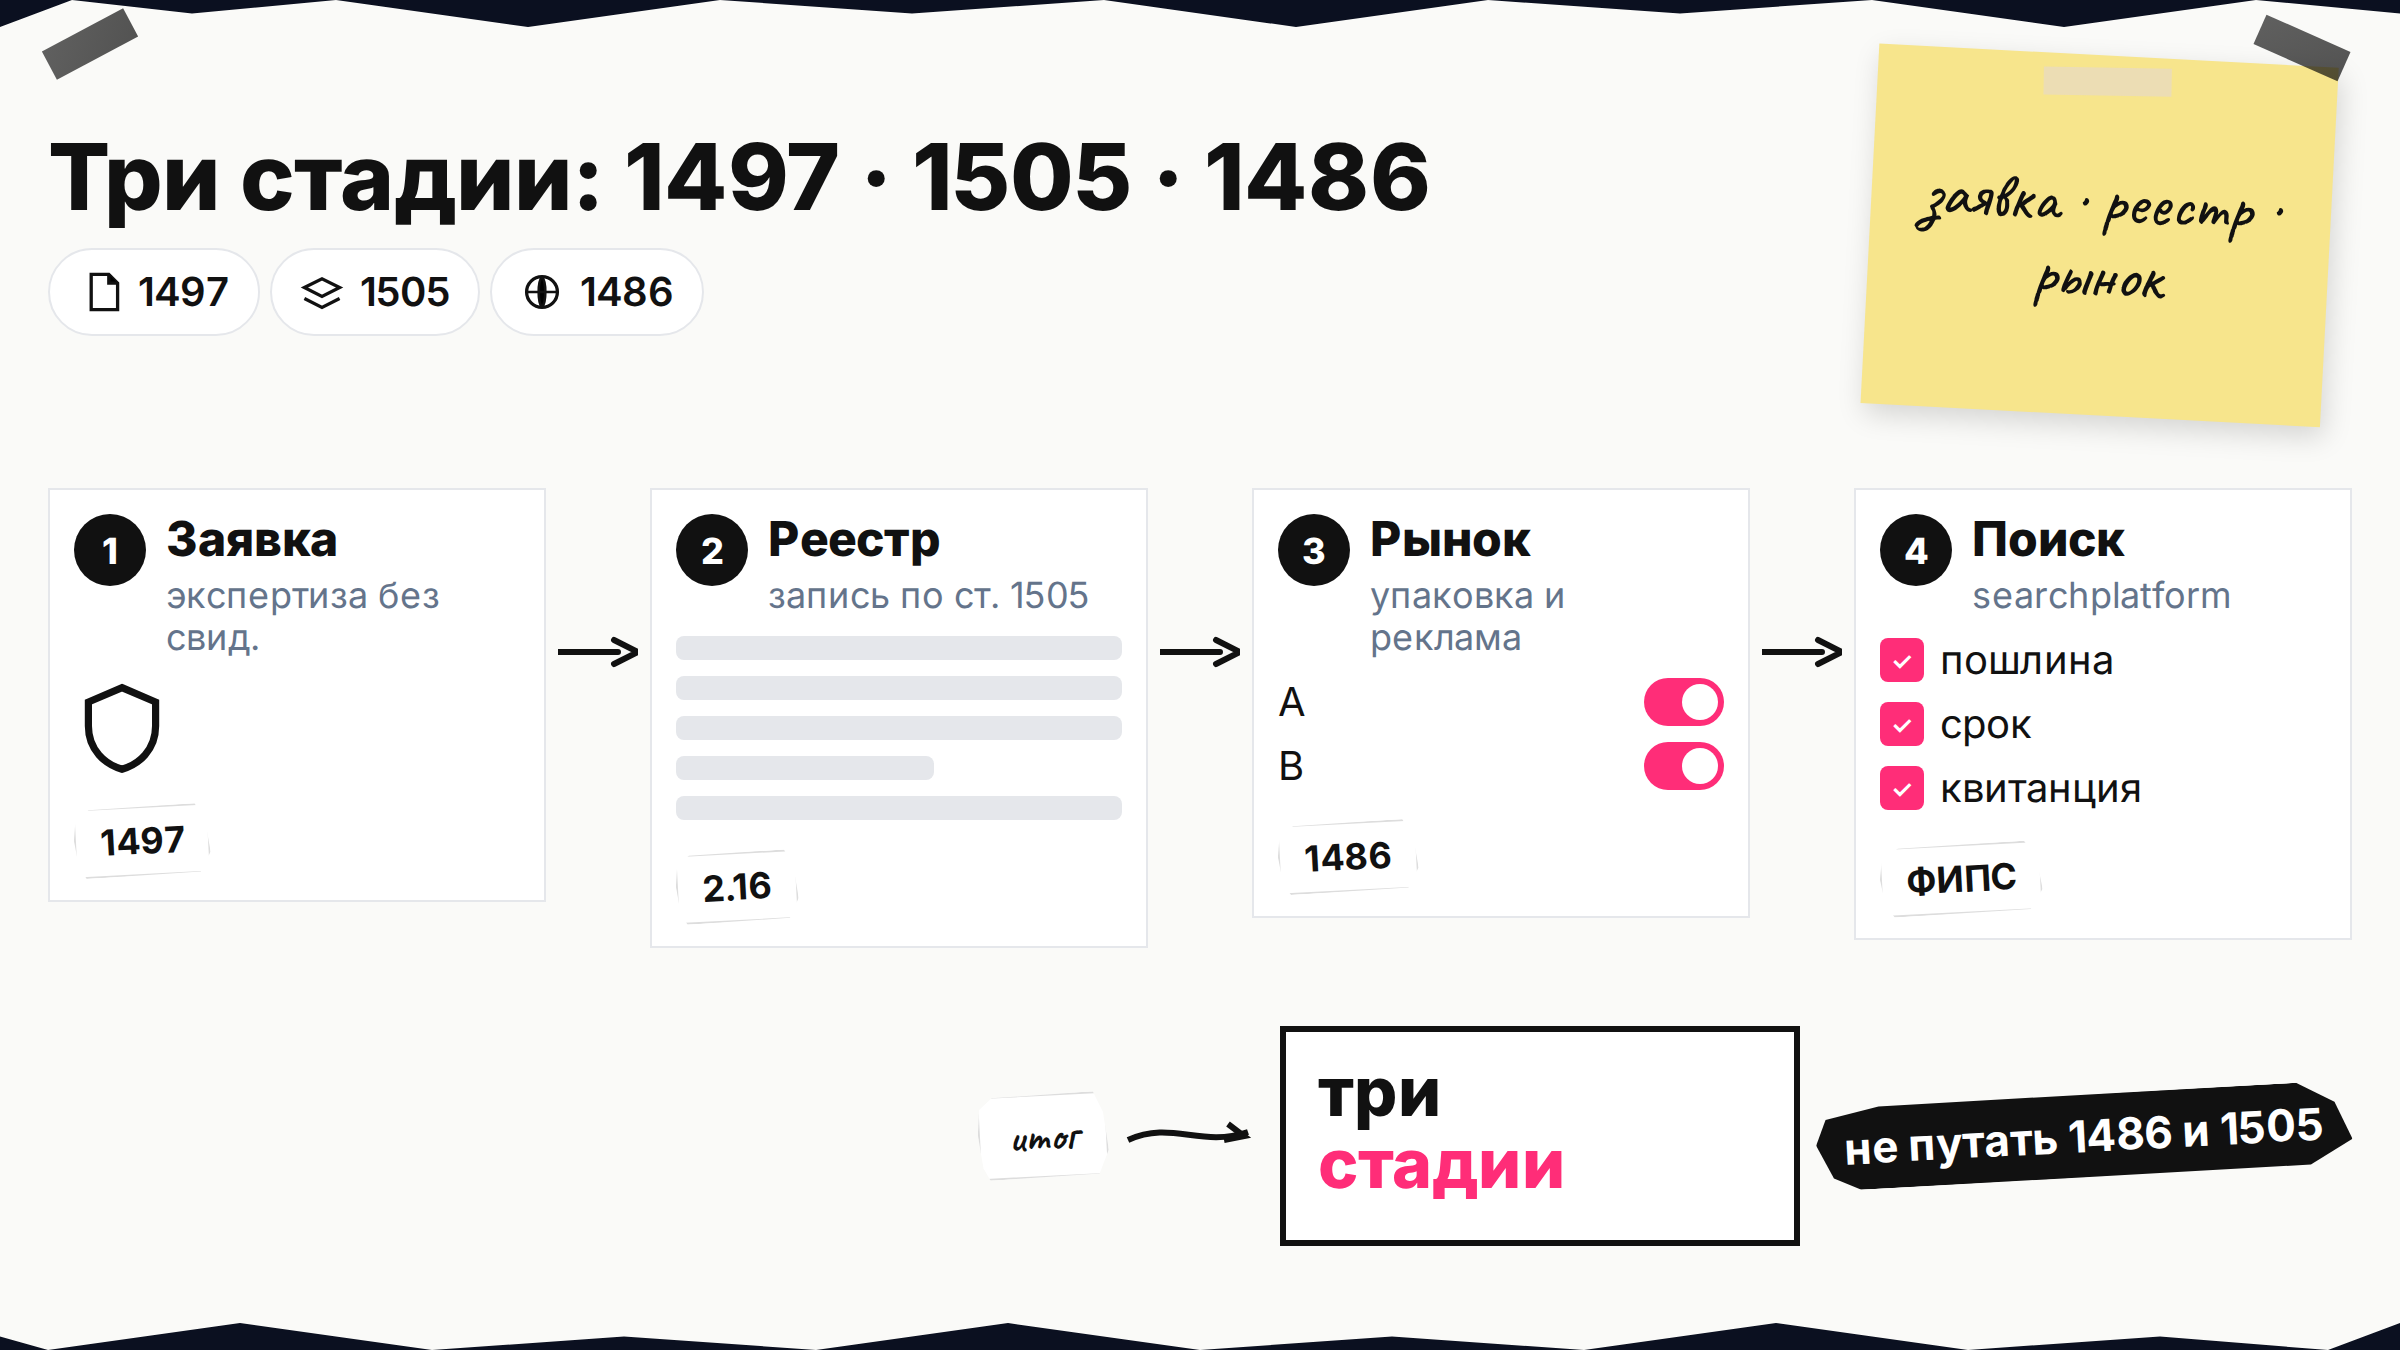 Три стадии: 1497 · 1505 · 1486
1497
1505
1486
заявка · реестр ·
рынок
1
Заявка
экспертиза без
свид.
1497
2
Реестр
запись по ст. 1505
2.16
3
Рынок
упаковка и
реклама
A
B
1486
4
Поиск
searchplatform
пошлина
срок
квитанция
ФИПС
итог
три
стадии
не путать 1486 и 1505